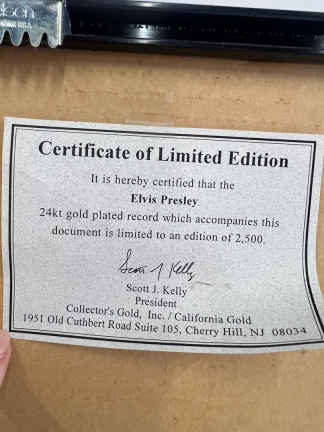 Certificate of Limited Edition
It is hereby certified that the
Elvis Presley
24kt gold plated record which accompanies this
document is limited to an edition of 2,500.
Scott J Kelly
Scott J. Kelly
President
Collector's Gold, Inc. / California Gold
1951 Old Cuthbert Road Suite 105, Cherry Hill, NJ 08034